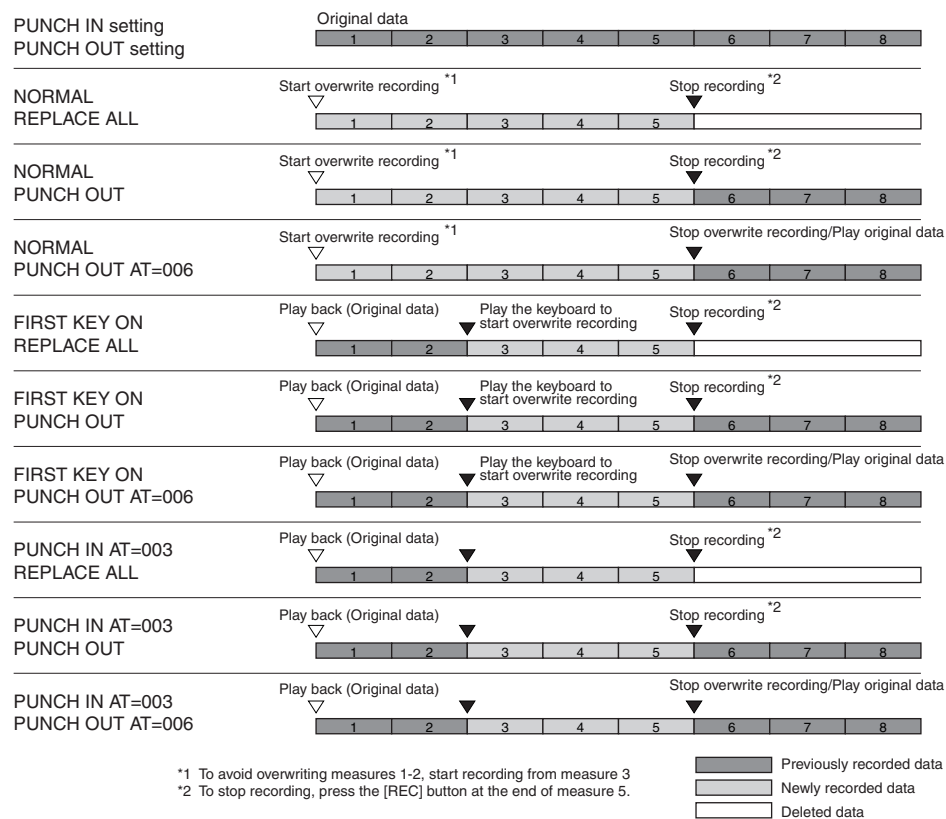 PUNCH IN setting
PUNCH OUT setting
Original data
1 2 3 4 5 6 7 8
NORMAL
REPLACE ALL
Start overwrite recording *1
Stop recording *2
1 2 3 4 5
NORMAL
PUNCH OUT
Start overwrite recording *1
Stop recording *2
1 2 3 4 5 6 7 8
NORMAL
PUNCH OUT AT=006
Start overwrite recording *1
Stop overwrite recording/Play original data
1 2 3 4 5 6 7 8
FIRST KEY ON
REPLACE ALL
Play back (Original data)
Play the keyboard to
start overwrite recording
Stop recording *2
1 2 3 4 5
FIRST KEY ON
PUNCH OUT
Play back (Original data)
Play the keyboard to
start overwrite recording
Stop recording *2
1 2 3 4 5 6 7 8
FIRST KEY ON
PUNCH OUT AT=006
Play back (Original data)
Play the keyboard to
start overwrite recording
Stop overwrite recording/Play original data
1 2 3 4 5 6 7 8
PUNCH IN AT=003
REPLACE ALL
Play back (Original data)
Stop recording *2
1 2 3 4 5
PUNCH IN AT=003
PUNCH OUT
Play back (Original data)
Stop recording *2
1 2 3 4 5 6 7 8
PUNCH IN AT=003
PUNCH OUT AT=006
Play back (Original data)
Stop overwrite recording/Play original data
1 2 3 4 5 6 7 8
*1 To avoid overwriting measures 1-2, start recording from measure 3
*2 To stop recording, press the [REC] button at the end of measure 5.
Previously recorded data
Newly recorded data
Deleted data